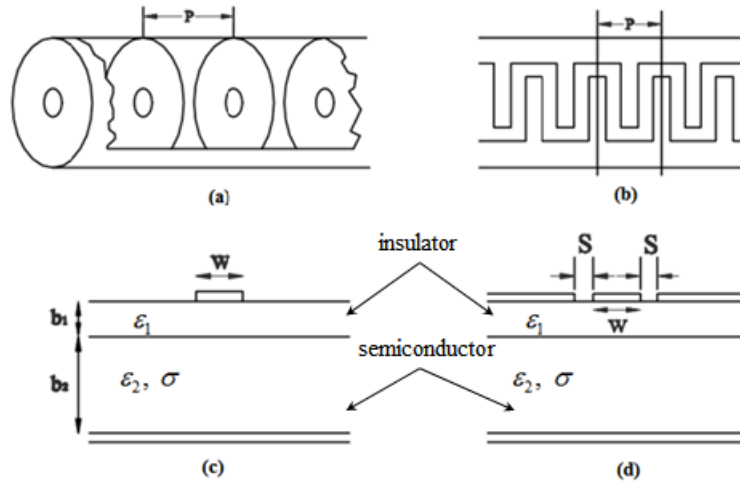 P
P
(a)
(b)
insulator
W
S
S
b₁
ε₁
ε₁
W
semiconductor
b₂
ε₂, σ
ε₂, σ
(c)
(d)